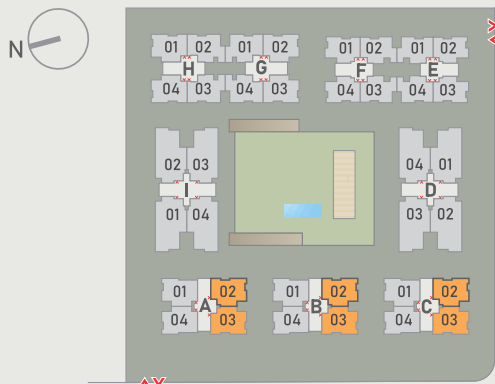 N
01 02 01 02 01 02 01 02
H G F E
04 03 04 03 04 03 04 03
02 03 04 01
I D
01 04 03 02
01 02 01 02 01 02
A B C
04 03 04 03 04 03